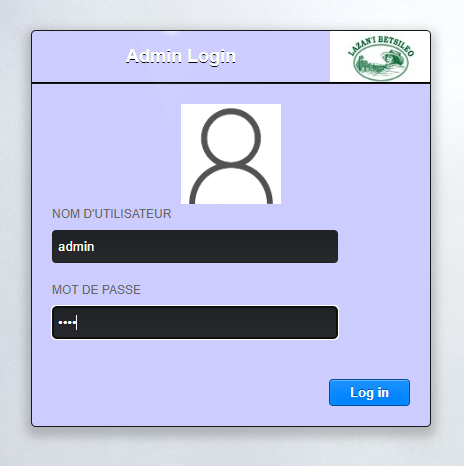 Admin Login
LAZAN'I BETSILEO
NOM D'UTILISATEUR
admin
MOT DE PASSE
••••
Log in